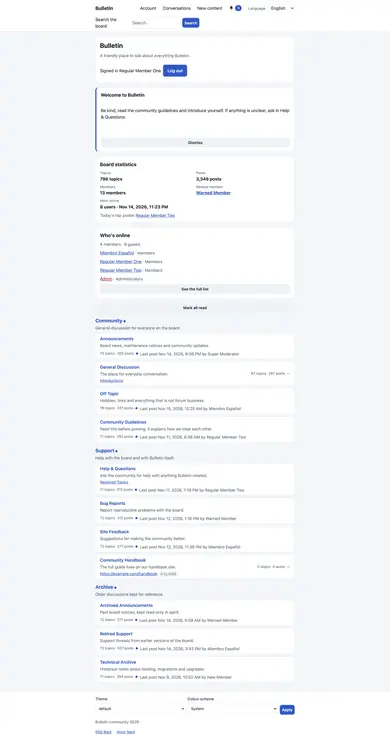 Bulletin
Account Conversations New content 3 Language English
Search the board Search Search
Bulletin
A friendly place to talk about everything Bulletin.
Signed in Regular Member One Log out
Welcome to Bulletin
Be kind, read the community guidelines and introduce yourself. If anything is unclear, ask in Help & Questions.
Dismiss
Board statistics
Topics
796 topics
Posts
3,349 posts
Members
13 members
Newest member
Warned Member
Most online
8 users · Nov 14, 2026, 11:23 PM
Today's top poster Regular Member Two
Who's online
4 members · 6 guests
Miembro Español · Members
Regular Member One · Members
Regular Member Two · Members
Admin · Administrators
See the full list
Mark all read
Community
General discussion for everyone on the board.
Announcements
Board news, maintenance notices and community updates.
Last post Nov 14, 2026, 6:06 PM by Super Moderator
General Discussion
The place for everyday conversation.
Introductions
Off Topic
Hobbies, links and everything that is not forum business.
Last post Nov 15, 2026, 12:25 AM by Miembro Español
Community Guidelines
Read this before posting. It explains how we treat each other.
Last post Nov 11, 2026, 8:56 AM by Regular Member Two
Support
Help with the board and with Bulletin itself.
Help & Questions
Ask the community for help with anything Bulletin-related.
Resolved Topics
Last post Nov 11, 2026, 7:16 PM by Regular Member Two
Bug Reports
Report reproducible problems with the board.
Last post Nov 12, 2026, 1:16 PM by Warned Member
Site Feedback
Suggestions for making the community better.
Last post Nov 12, 2026, 11:05 PM by Miembro Español
Community Handbook
The full guide lives on our handbook site.
https://example.com/handbook
0 topics 0 posts —
Archive
Older discussions kept for reference.
Archived Announcements
Past board notices, kept read-only.
Last post Nov 14, 2026, 9:08 AM by Warned Member
Retired Support
Support threads from earlier versions of the board.
Last post Nov 14, 2026, 3:43 PM by Miembro Español
Technical Archive
Historical notes about hosting, migrations and upgrades.
Last post Nov 9, 2026, 10:02 AM by New Member
Theme
default
Colour scheme
System
Apply
Bulletin community 2026
RSS feed Atom feed